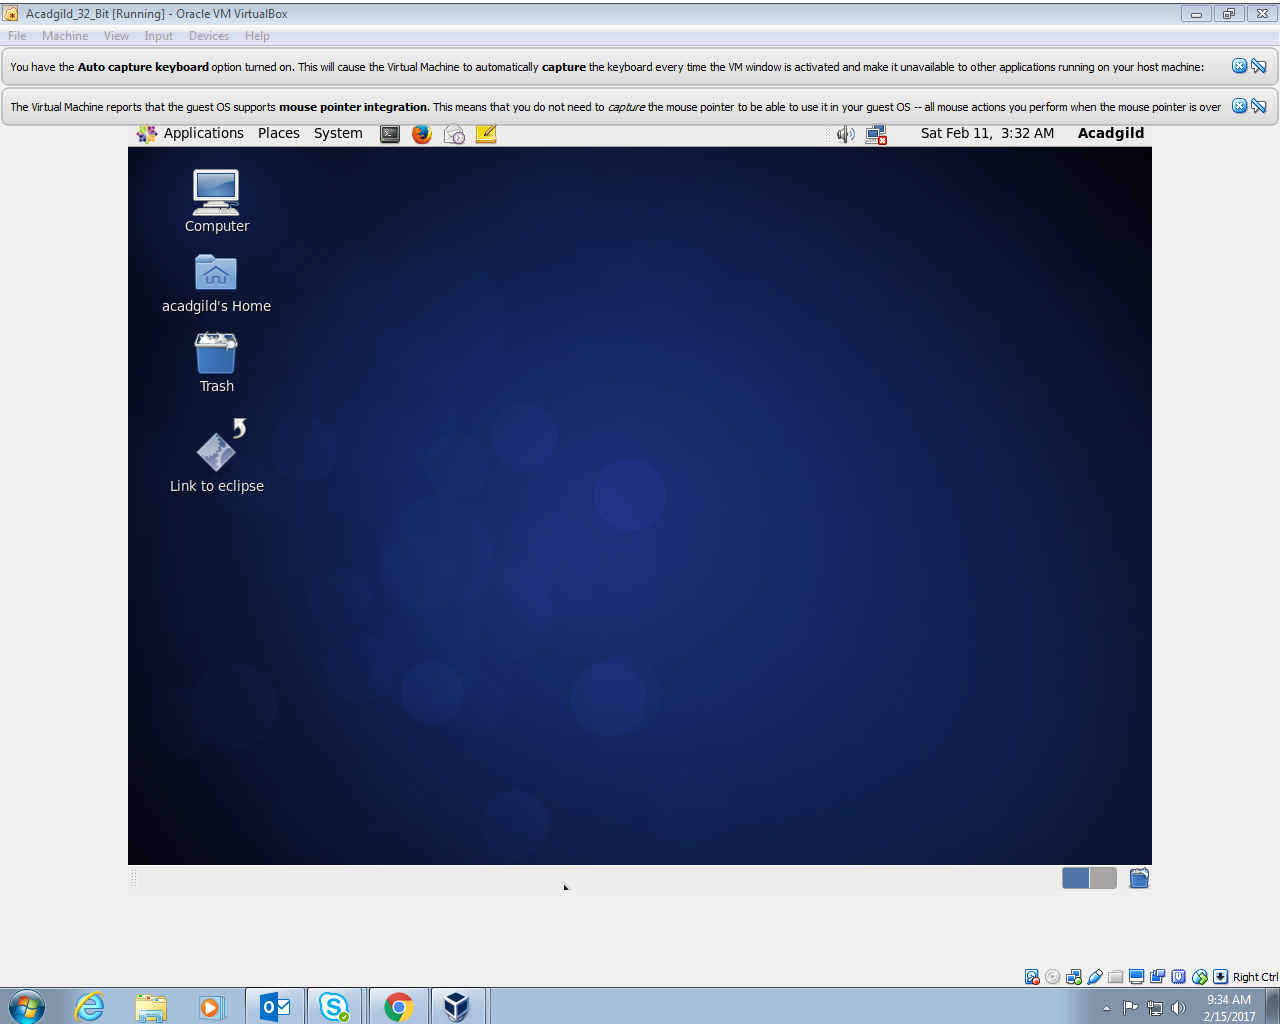 Acadgild_32_Bit [Running] - Oracle VM VirtualBox
File Machine View Input Devices Help
You have the Auto capture keyboard option turned on. This will cause the Virtual Machine to automatically capture the keyboard every time the VM window is activated and make it unavailable to other applications running on your host machine:
The Virtual Machine reports that the guest OS supports mouse pointer integration. This means that you do not need to capture the mouse pointer to be able to use it in your guest OS -- all mouse actions you perform when the mouse pointer is over
Applications Places System Sat Feb 11, 3:32 AM Acadgild
Computer
acadgild's Home
Trash
Link to eclipse
Right Ctrl
9:34 AM
2/15/2017